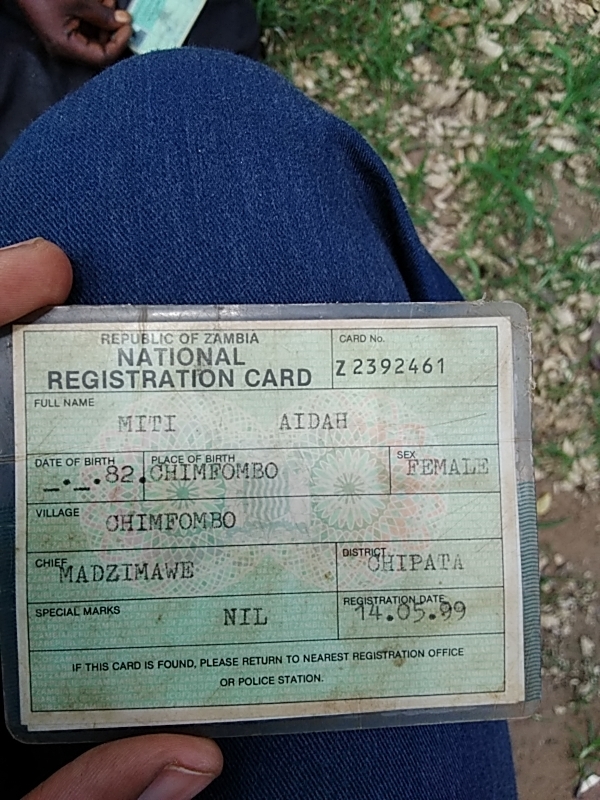 REPUBLIC OF ZAMBIA
NATIONAL
REGISTRATION CARD
CARD No.
Z 2392461
FULL NAME
MITI AIDAH
DATE OF BIRTH
_._.82.
PLACE OF BIRTH
CHIMFOMBO
SEX
FEMALE
VILLAGE
CHIMFOMBO
CHIEF
MADZIMAWE
DISTRICT
CHIPATA
SPECIAL MARKS
NIL
REGISTRATION DATE
14.05.99
IF THIS CARD IS FOUND, PLEASE RETURN TO NEAREST REGISTRATION OFFICE
OR POLICE STATION.